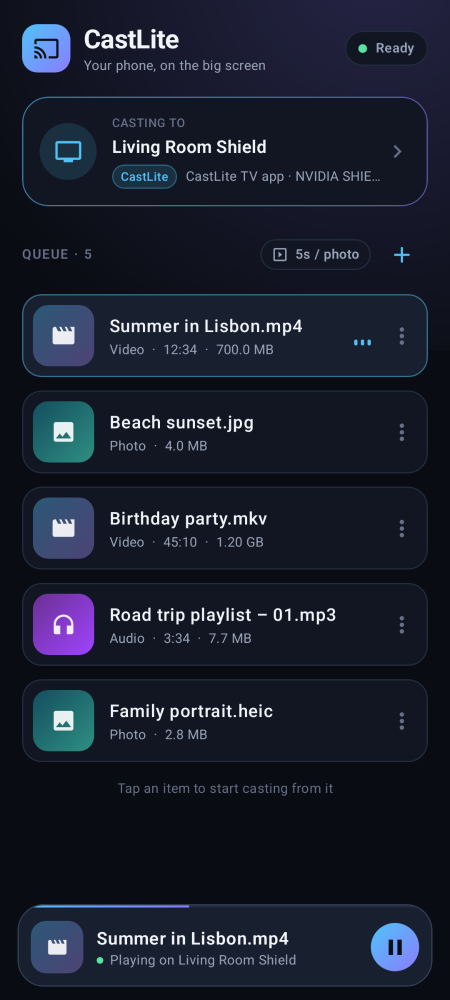 CastLite
Your phone, on the big screen
Ready
CASTING TO
Living Room Shield
CastLite
CastLite TV app · NVIDIA SHIE…
QUEUE · 5
5s / photo
Summer in Lisbon.mp4
Video · 12:34 · 700.0 MB
Beach sunset.jpg
Photo · 4.0 MB
Birthday party.mkv
Video · 45:10 · 1.20 GB
Road trip playlist – 01.mp3
Audio · 3:34 · 7.7 MB
Family portrait.heic
Photo · 2.8 MB
Tap an item to start casting from it
Summer in Lisbon.mp4
Playing on Living Room Shield